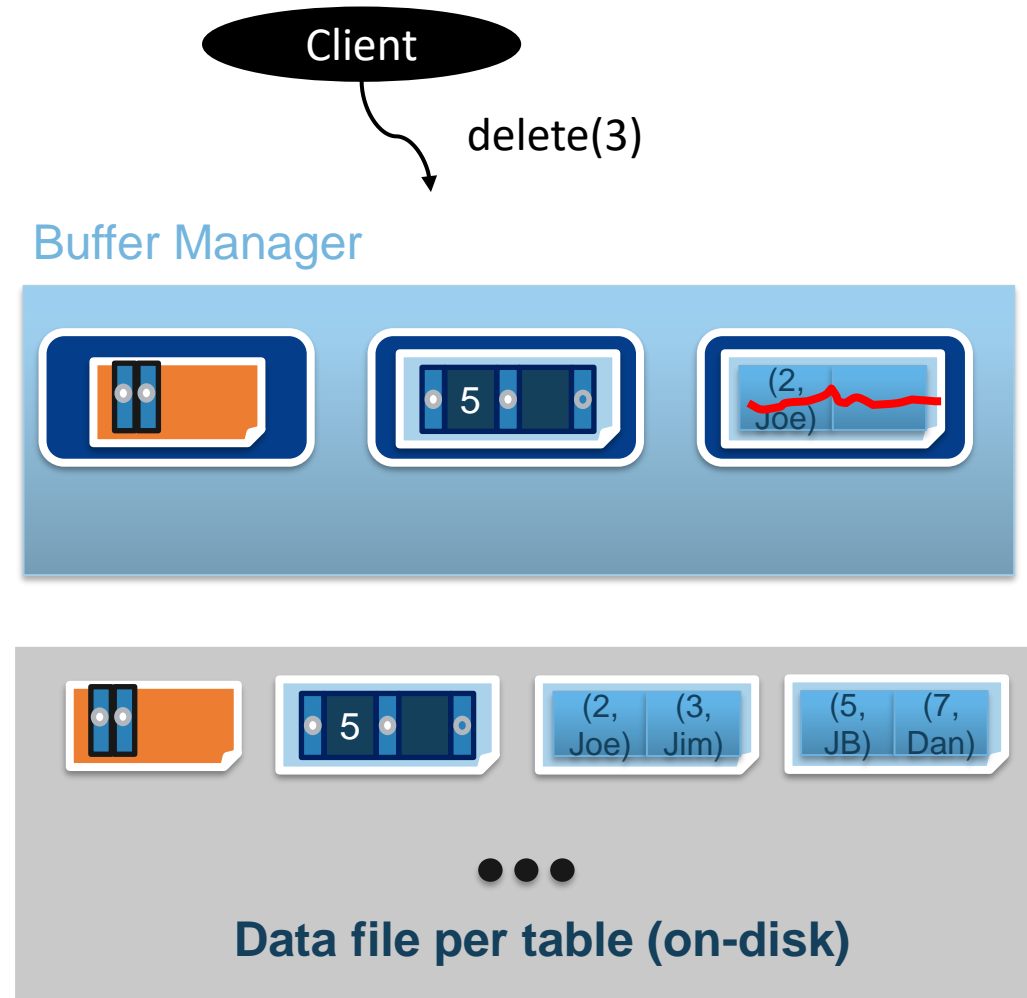 Client
delete(3)
Buffer Manager
5
(2,
Joe)
5
(2,
Joe)
(3,
Jim)
(5,
JB)
(7,
Dan)
Data file per table (on-disk)